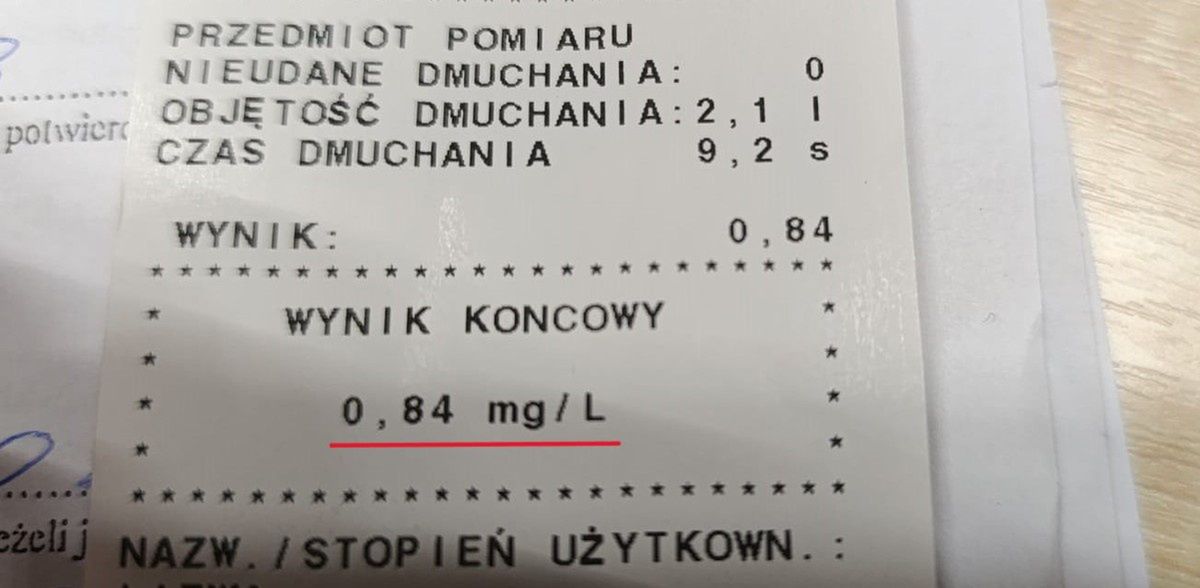 PRZEDMIOT POMIARU
NIEUDANE DMUCHANIA: 0
OBJĘTOŚĆ DMUCHANIA:2,1 l
CZAS DMUCHANIA 9,2 s
WYNIK: 0,84
* * * * * * * * * * * * * * * * * * * * * * * *
* WYNIK KONCOWY *
* *
* 0,84 mg/L *
* *
* * * * * * * * * * * * * * * * * * * * * * * * *
NAZW./STOPIEŃ UŻYTKOWN.: